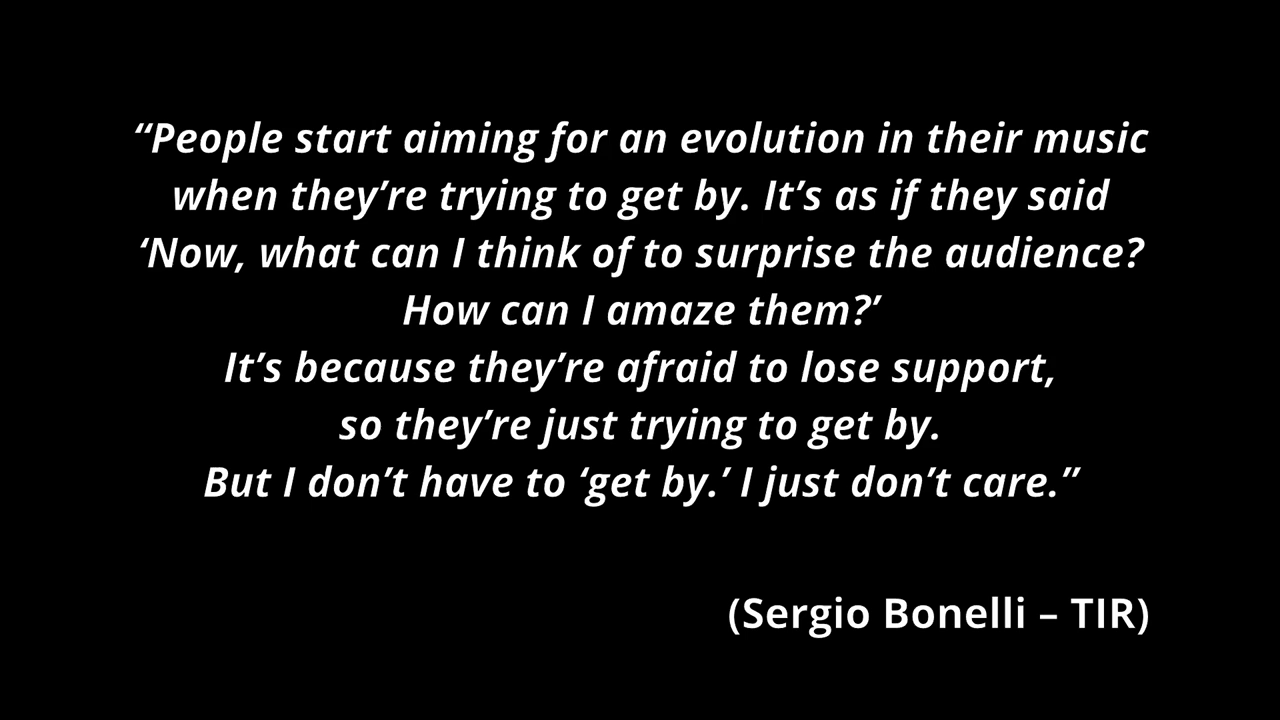 “People start aiming for an evolution in their music
when they’re trying to get by. It’s as if they said
‘Now, what can I think of to surprise the audience?
How can I amaze them?’
It’s because they’re afraid to lose support,
so they’re just trying to get by.
But I don’t have to ‘get by.’ I just don’t care.”
(Sergio Bonelli – TIR)